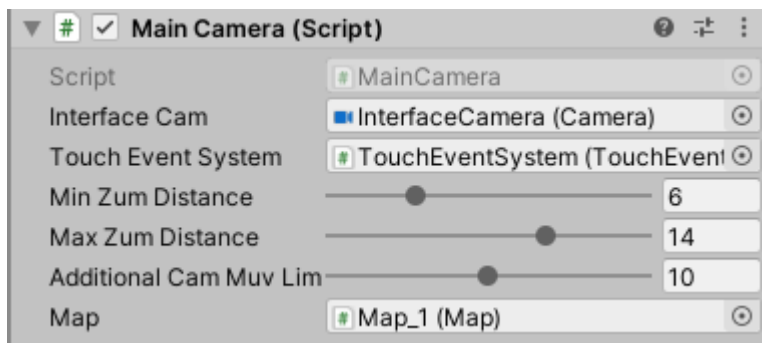 # Main Camera (Script)
Script # MainCamera
Interface Cam InterfaceCamera (Camera)
Touch Event System # TouchEventSystem (TouchEvent
Min Zum Distance 6
Max Zum Distance 14
Additional Cam Muv Lim 10
Map # Map_1 (Map)